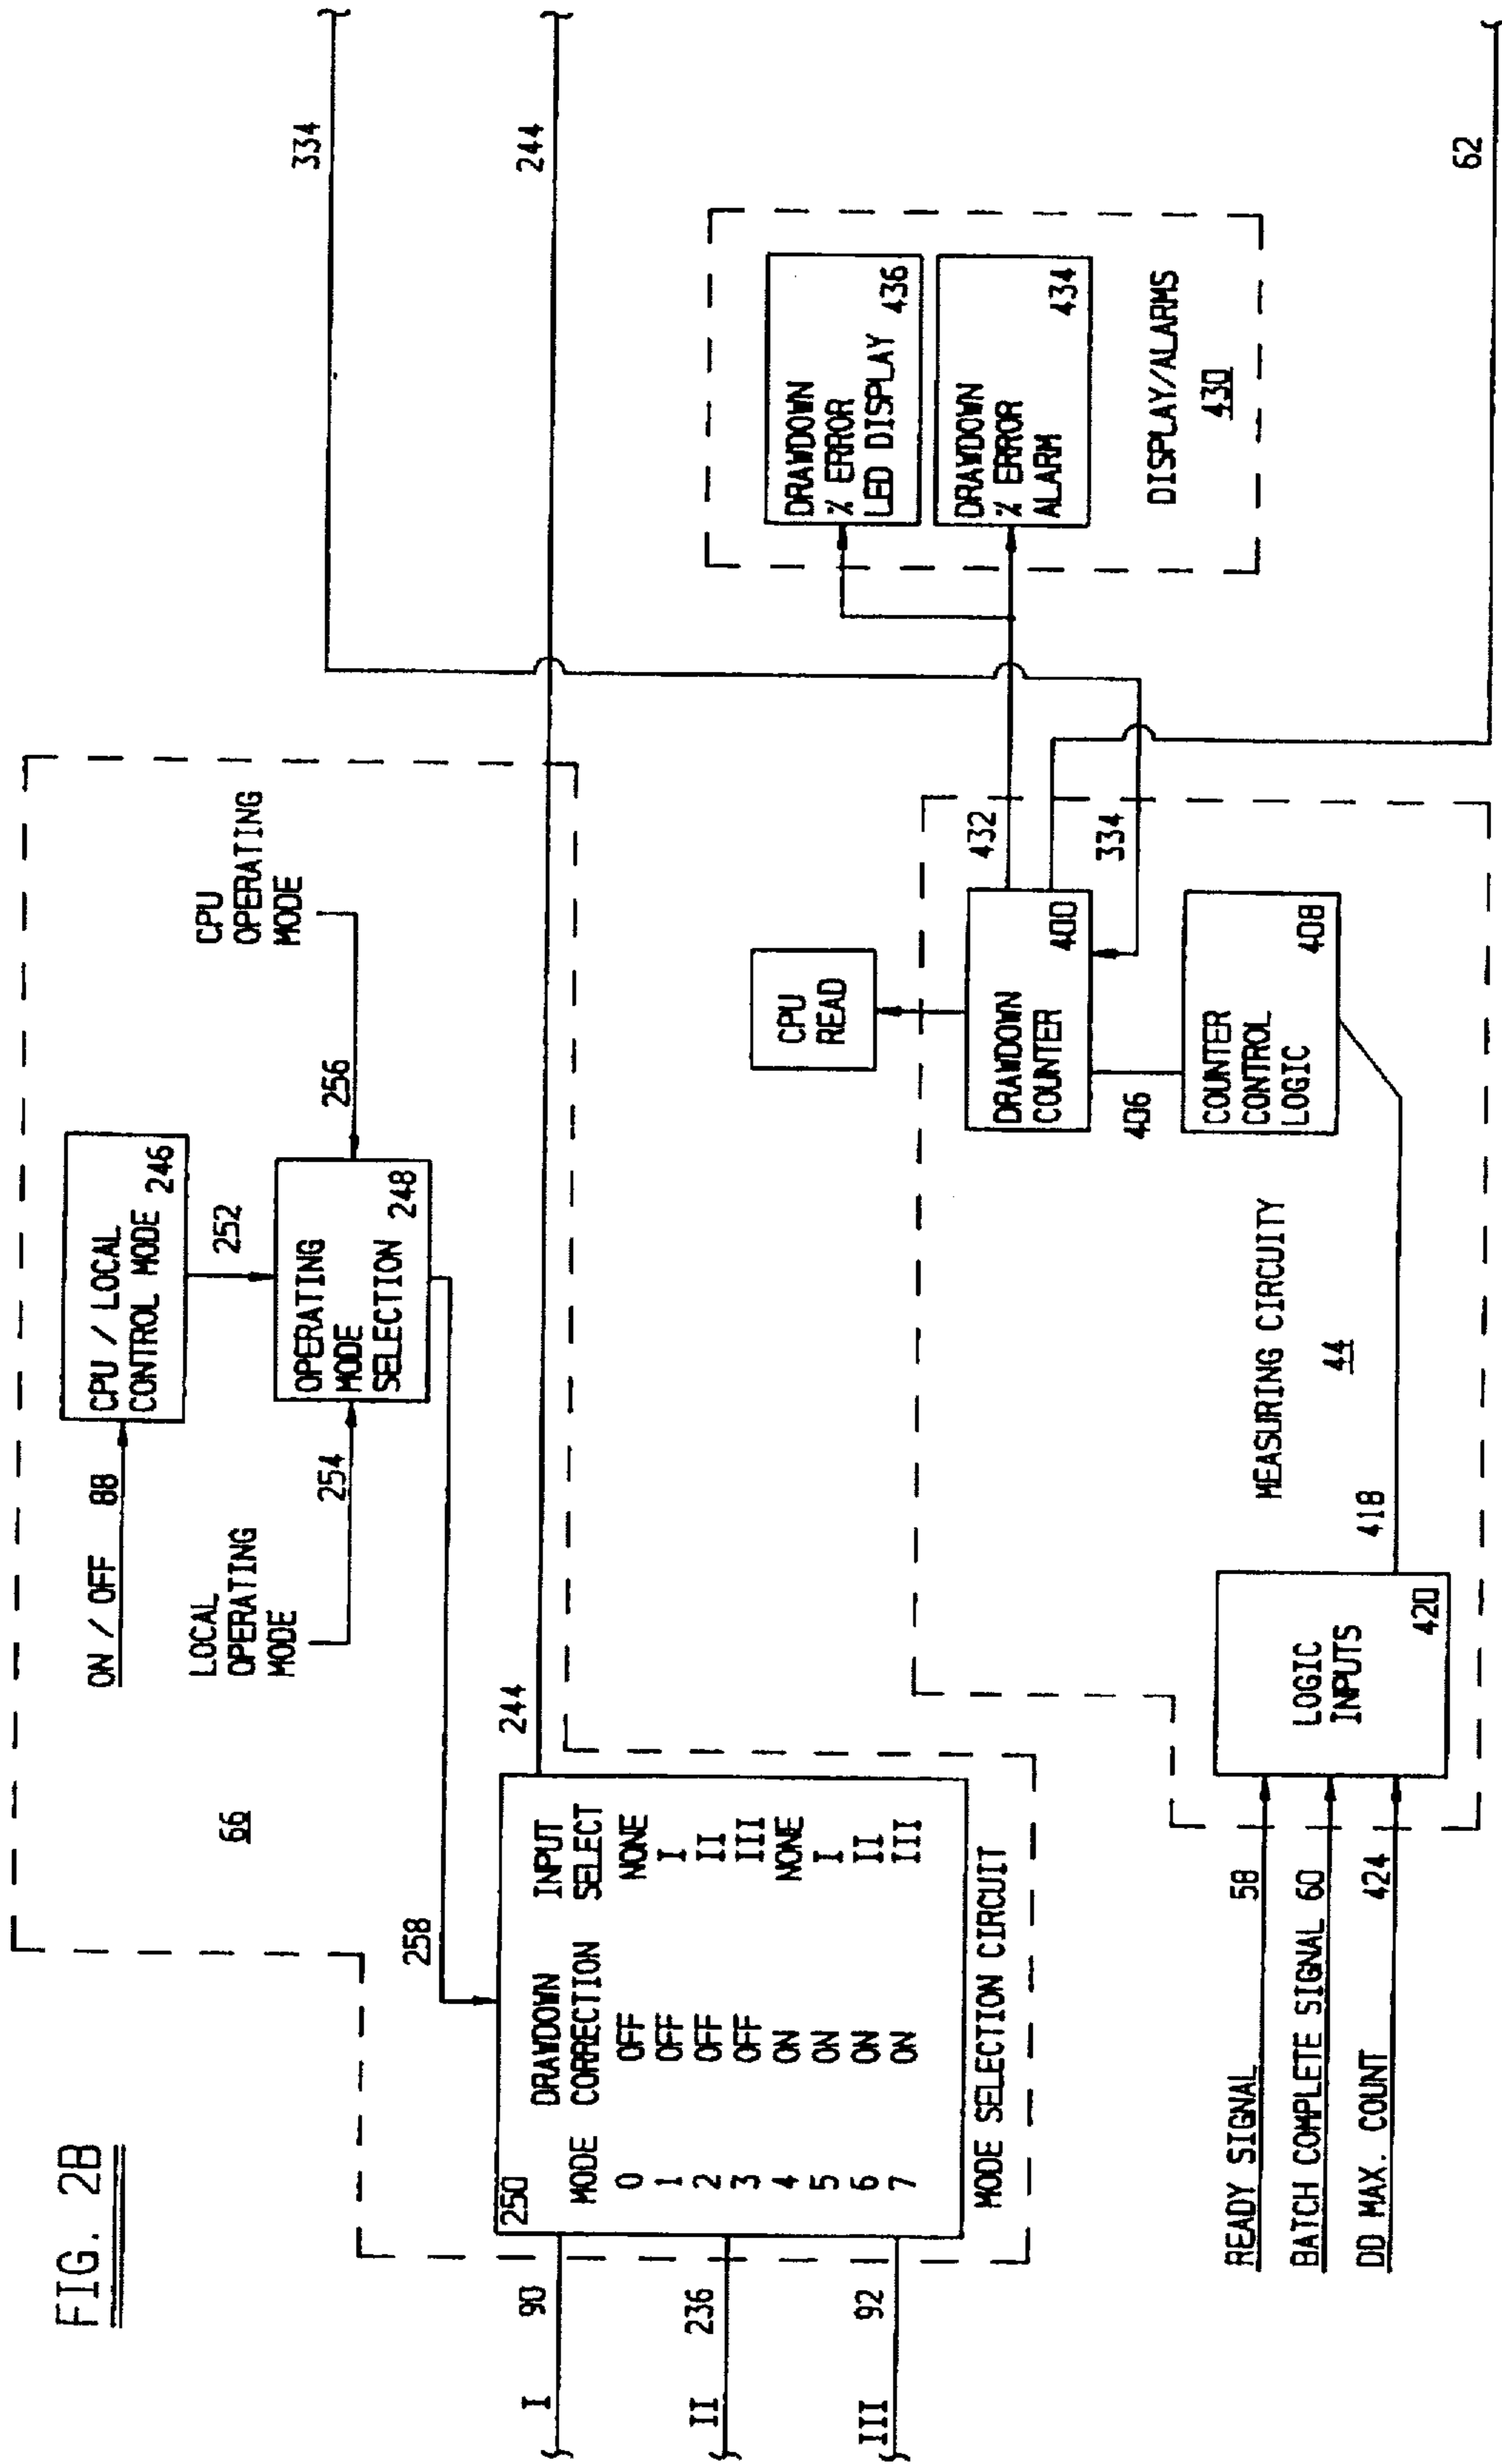 FIG. 2B
66
ON / OFF 88
CPU / LOCAL
CONTROL MODE 246
252
LOCAL
OPERATING
MODE
254
OPERATING
MODE
SELECTION 248
256
CPU
OPERATING
MODE
258
334
244
244
I
90
II
236
III
92
250
DRAWDOWN INPUT
MODE CORRECTION SELECT
0 OFF NONE
1 OFF I
2 OFF II
3 OFF III
4 ON NONE
5 ON I
6 ON II
7 ON III
MODE SELECTION CIRCUIT
CPU
READ
DRAWDOWN
COUNTER 400
432
334
406
COUNTER
CONTROL
LOGIC 408
DRAWDOWN
% ERROR
LED DISPLAY 436
DRAWDOWN
% ERROR
ALARM 434
DISPLAY/ALARMS
430
MEASURING CIRCUITY
44
418
READY SIGNAL 58
BATCH COMPLETE SIGNAL 60
DD MAX. COUNT 424
LOGIC
INPUTS
420
62